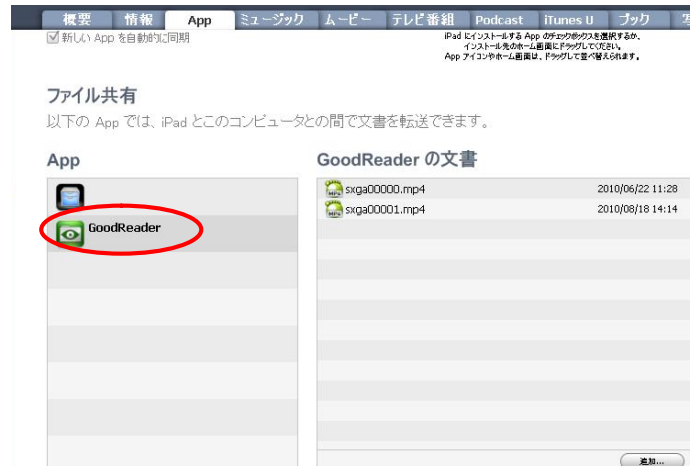 概要 情報 App ミュージック ムービー テレビ番組 Podcast iTunes U ブック
新しい App を自動的に同期
iPad にインストールする App のチェックボックスを選択するか、
インストール先のホーム画面にドラッグしてください。
App アイコンやホーム画面は、ドラッグして並べ替えられます。
ファイル共有
以下の App では、iPad とこのコンピュータとの間で文書を転送できます。
App
GoodReader の文書
sxga00000.mp4 2010/06/22 11:28
GoodReader
sxga00001.mp4 2010/08/18 14:14
追加...